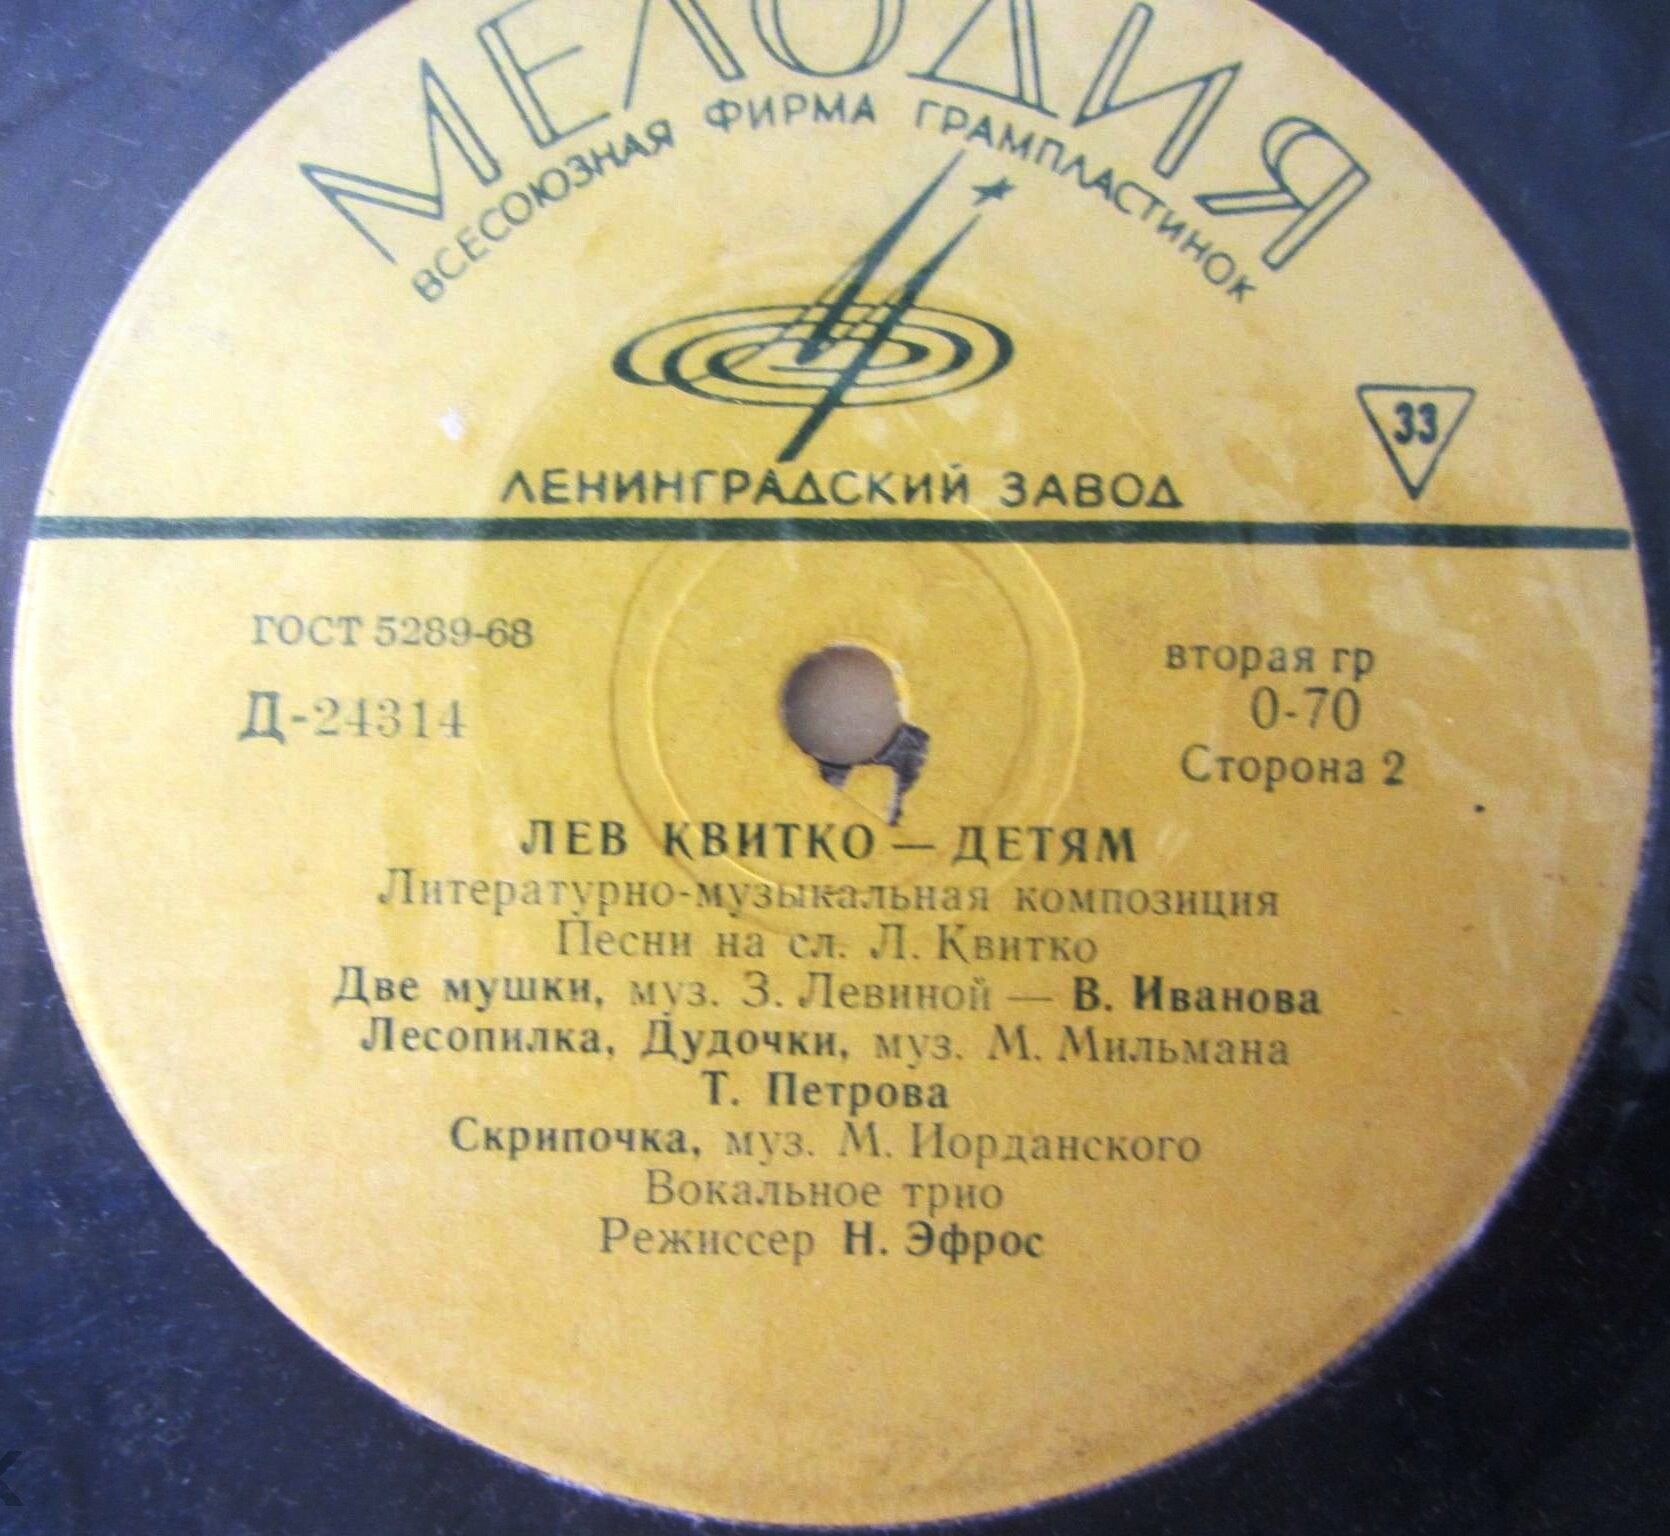 МЕЛОДИЯ
ВСЕСОЮЗНАЯ ФИРМА ГРАМПЛАСТИНОК
33
ЛЕНИНГРАДСКИЙ ЗАВОД
ГОСТ 5289-68
Д-24314
вторая гр
0-70
Сторона 2
ЛЕВ КВИТКО — ДЕТЯМ
Литературно-музыкальная композиция
Песни на сл. Л. Квитко
Две мушки, муз. З. Левиной — В. Иванова
Лесопилка, Дудочки, муз. М. Мильмана
Т. Петрова
Скрипочка, муз. М. Иорданского
Вокальное трио
Режиссер Н. Эфрос